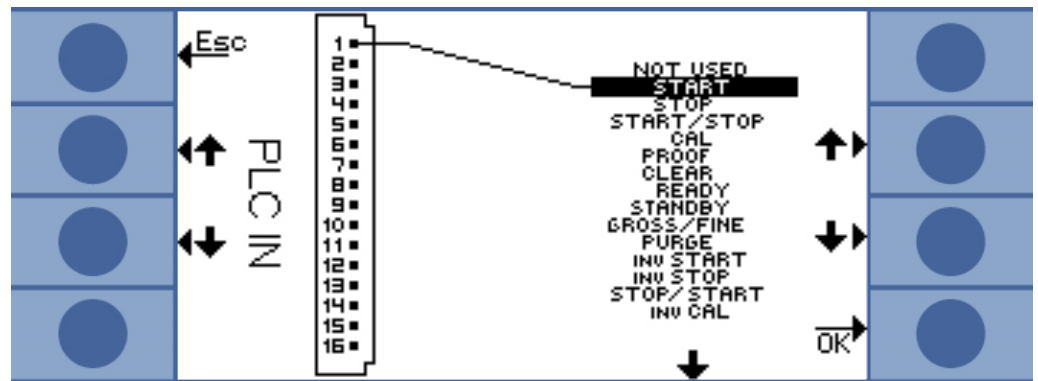 Esc
PLC IN
1
2
3
4
5
6
7
8
9
10
11
12
13
14
15
16
NOT USED
START
STOP
START/STOP
CAL
PROOF
CLEAR
READY
STANDBY
GROSS/FINE
PURGE
INV START
INV STOP
STOP/START
INV CAL
OK